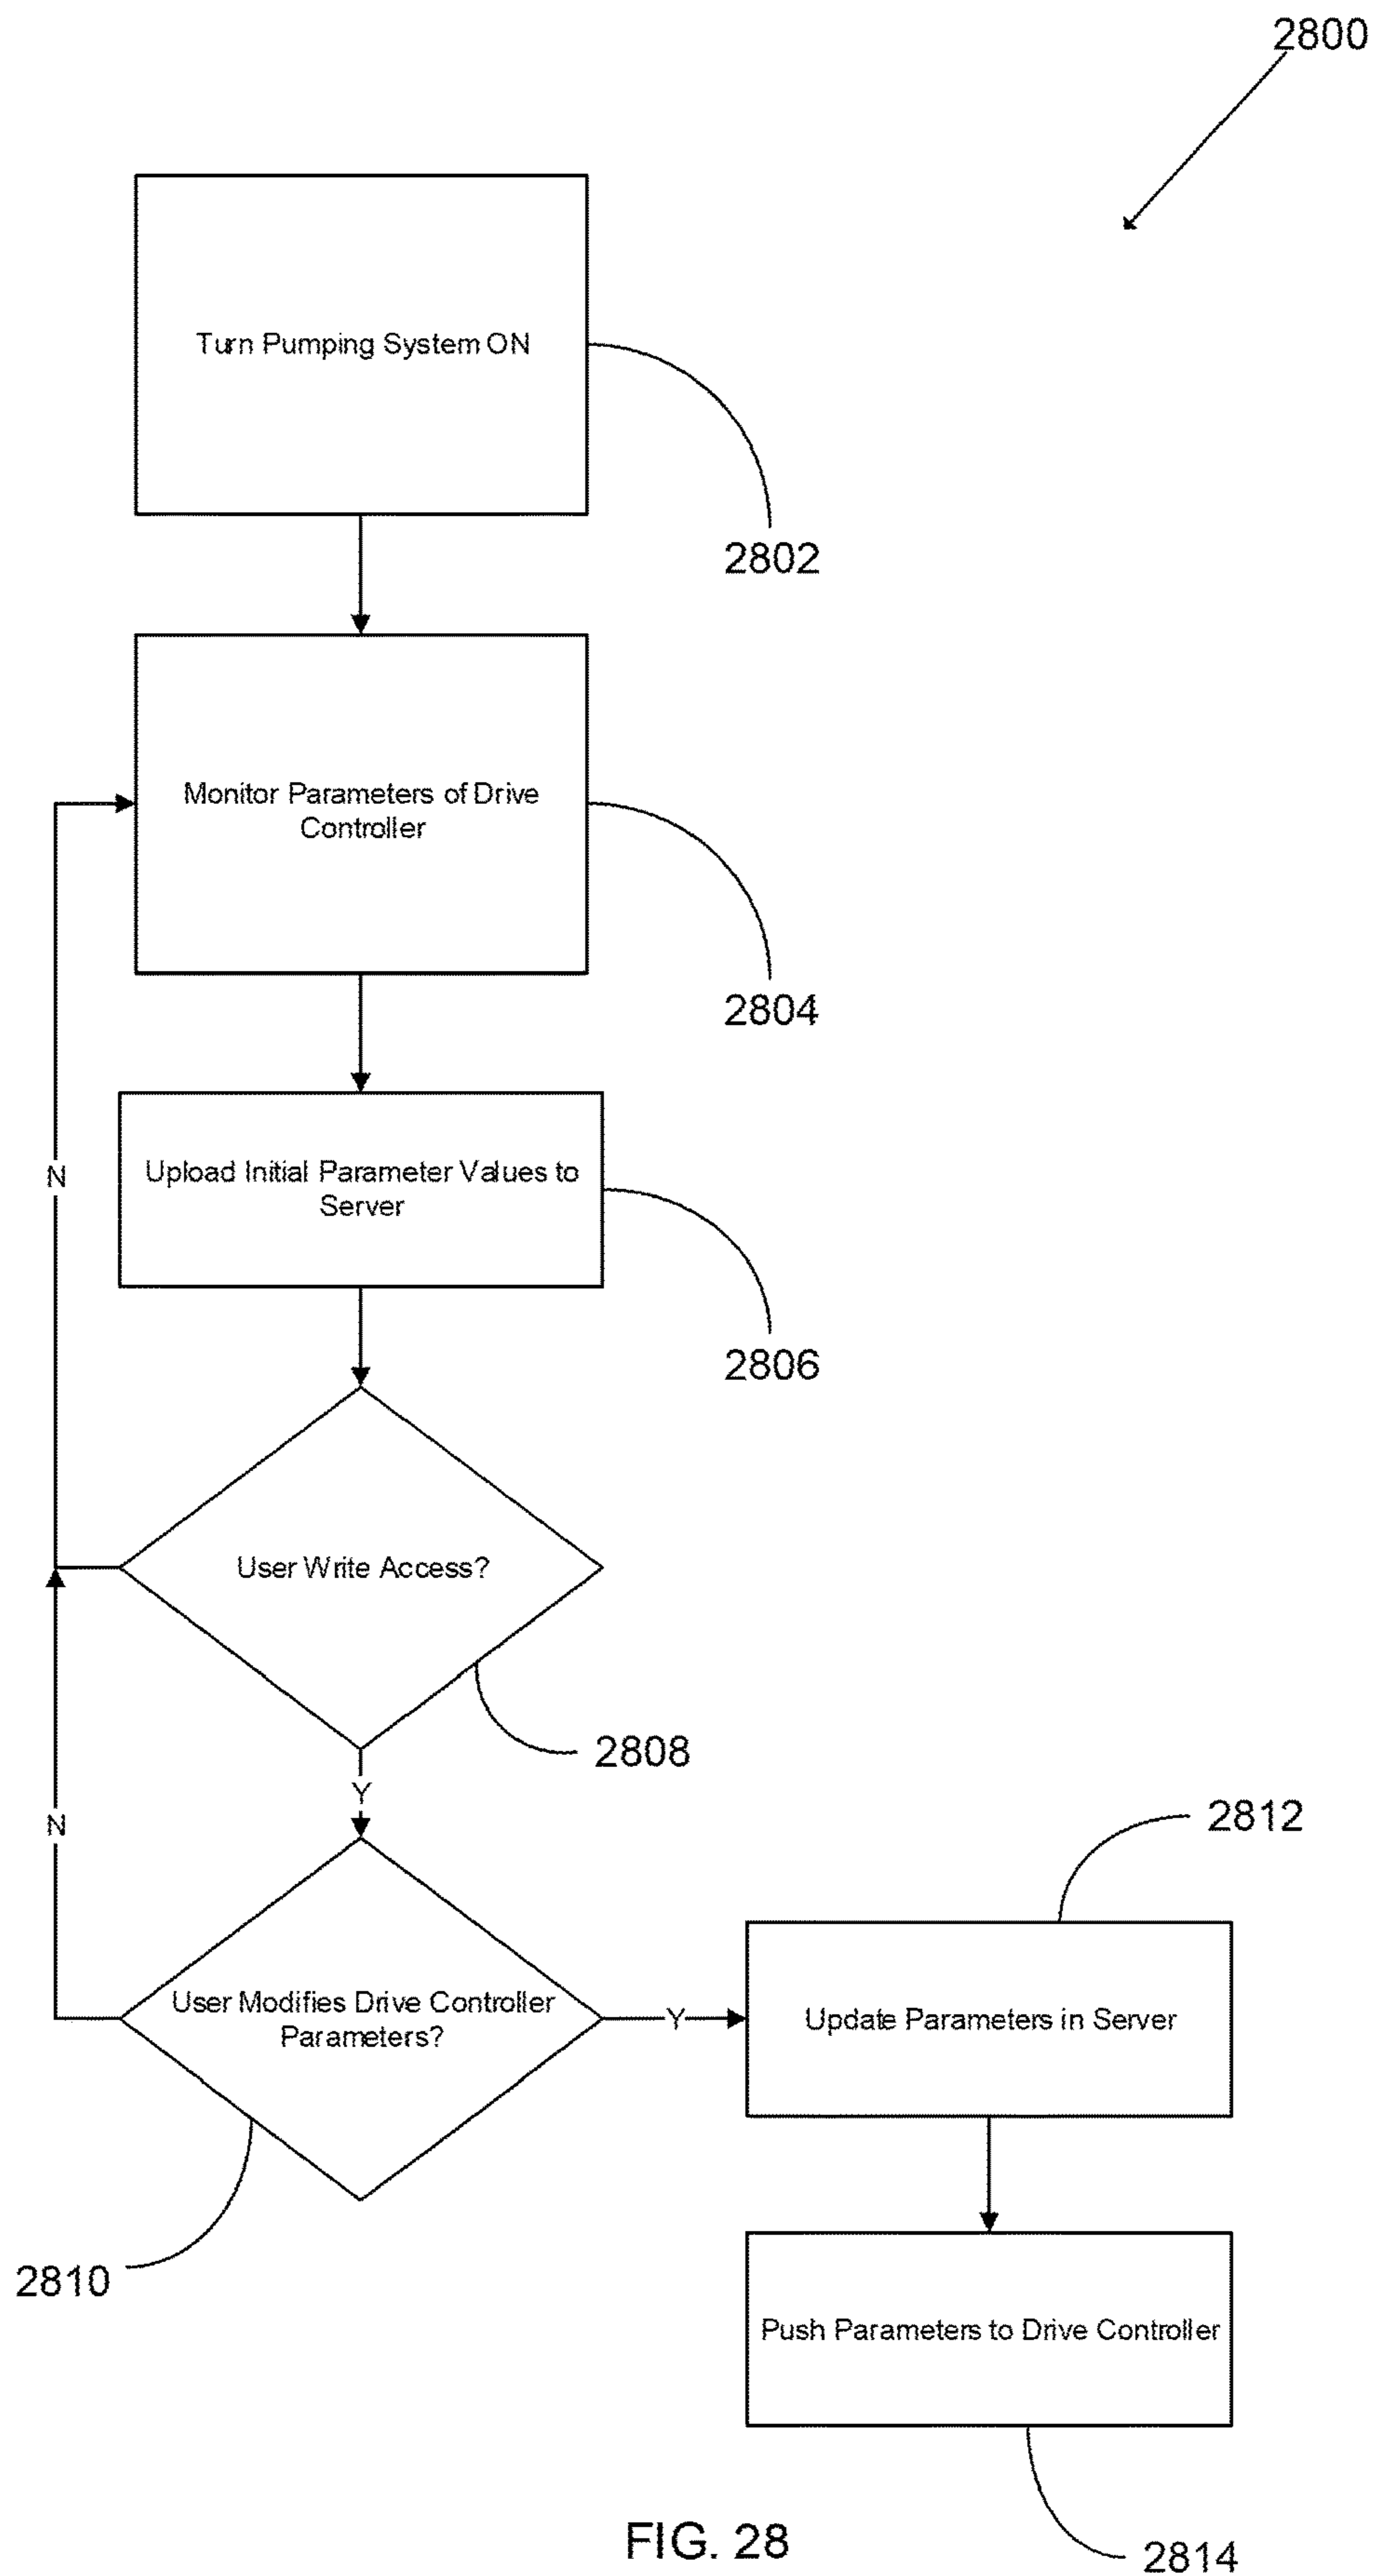 2800
Turn Pumping System ON
2802
Monitor Parameters of Drive
Controller
2804
N
Upload Initial Parameter Values to
Server
2806
User Write Access?
2808
Y
N
2812
User Modifies Drive Controller
Parameters?
Y
Update Parameters in Server
2810
Push Parameters to Drive Controller
FIG. 28
2814